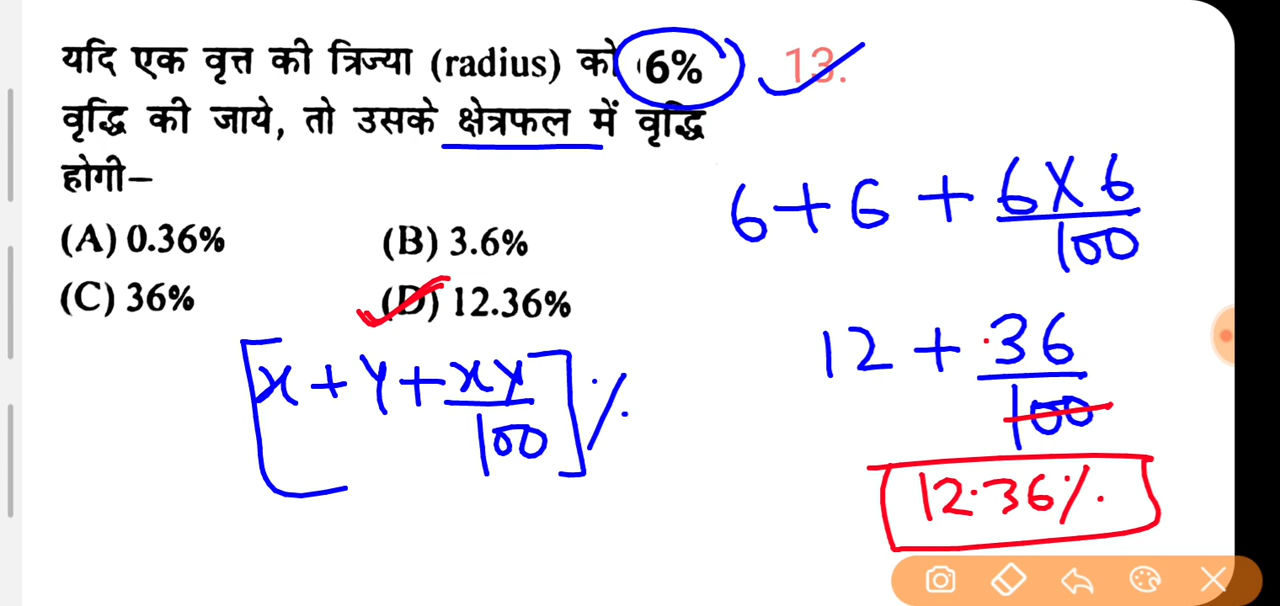 यदि एक वृत्त की त्रिज्या (radius) को 6% 13.
वृद्धि की जाये, तो उसके क्षेत्रफल में वृद्धि
होगी–
(A) 0.36% (B) 3.6%
(C) 36% (D) 12.36%
[x + y + xy/100]%
6 + 6 + 6 × 6/100
12 + .36/100
12.36%.